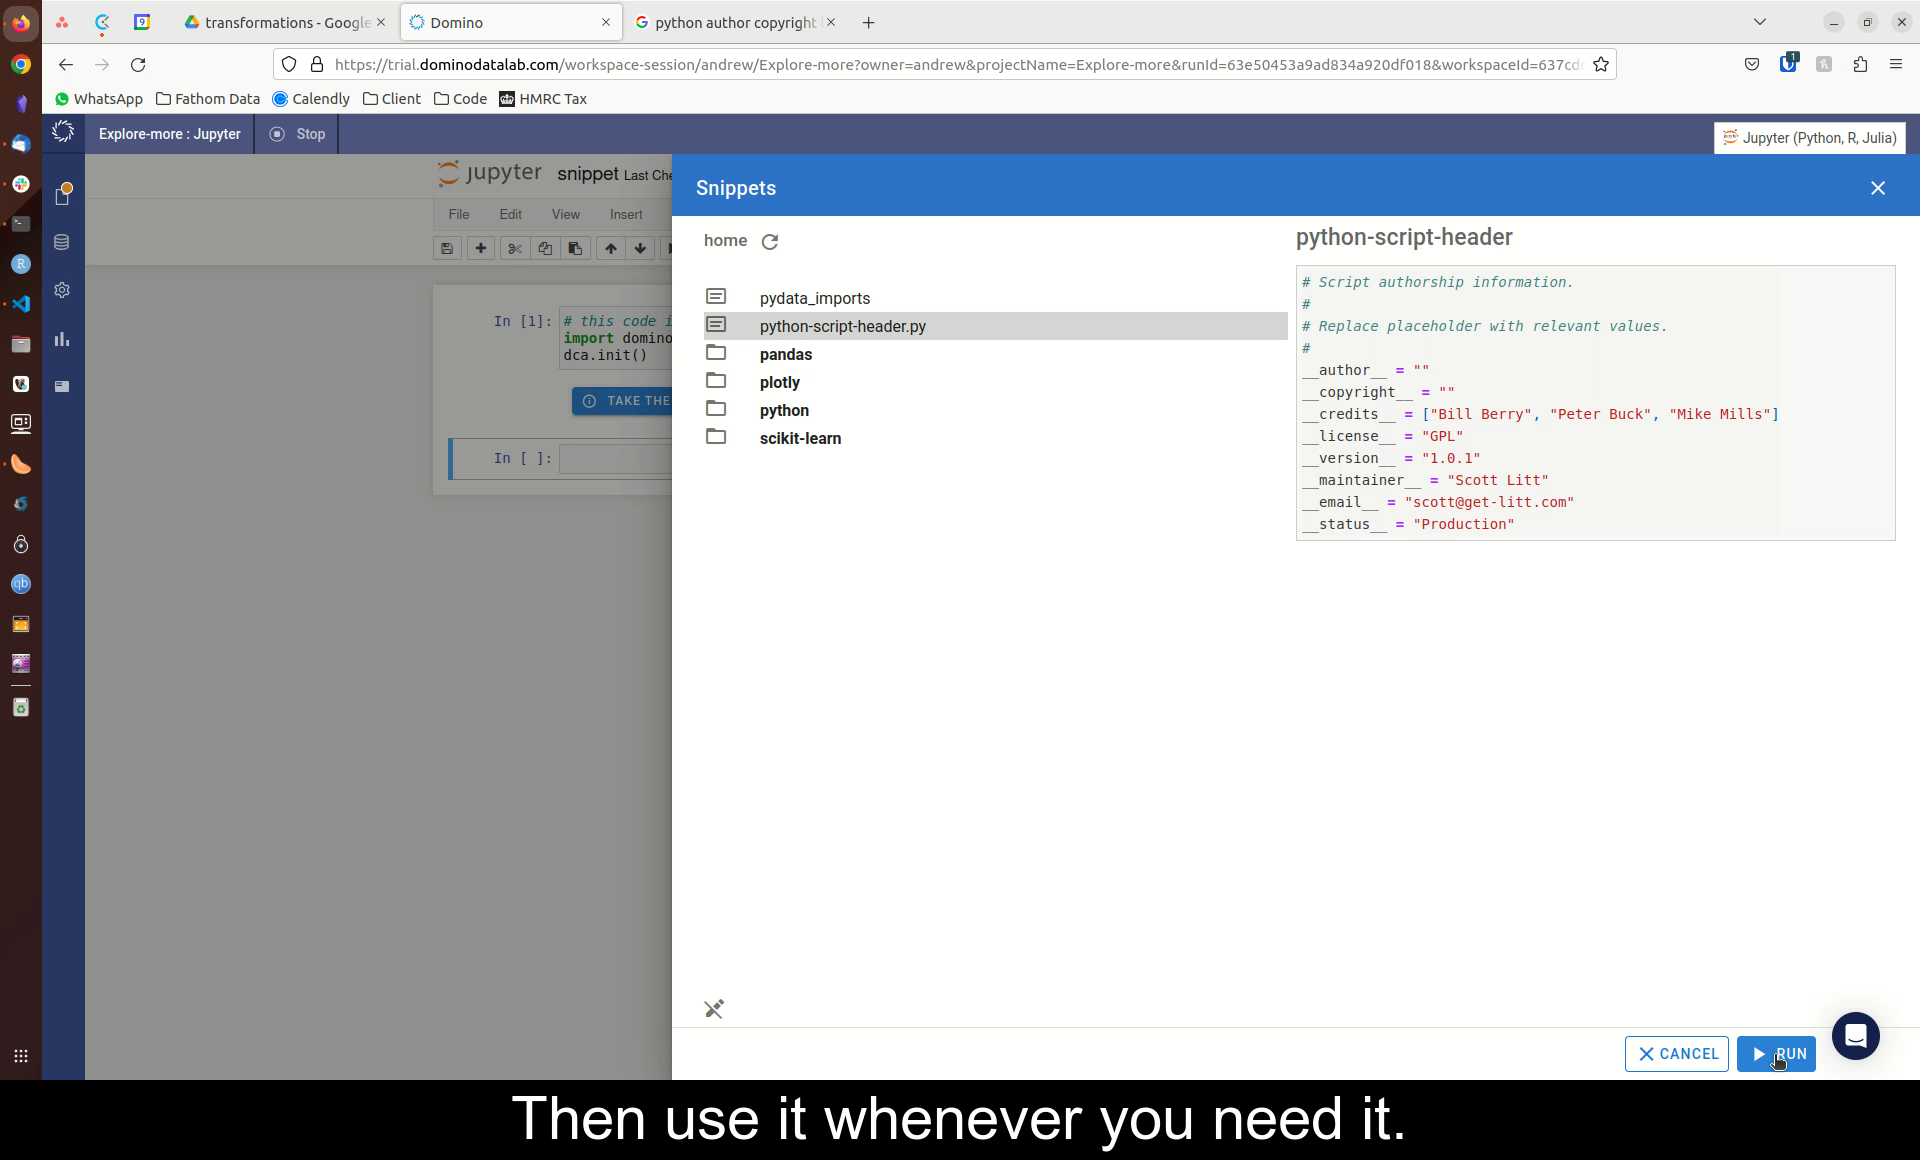 transformations - Google
Domino
python author copyright
https://trial.dominodatalab.com/workspace-session/andrew/Explore-more?owner=andrew&projectName=Explore-more&runId=63e50453a9ad834a920df018&workspaceId=637cd
WhatsApp Fathom Data Calendly Client Code HMRC Tax
Explore-more : Jupyter Stop Jupyter (Python, R, Julia)
jupyter snippet Last Che
File Edit View Insert
In [1]: # this code i
import domino
dca.init()
TAKE THE
In [ ]:
Snippets
home
pydata_imports
python-script-header.py
pandas
plotly
python
scikit-learn
python-script-header
# Script authorship information.
#
# Replace placeholder with relevant values.
#
__author__ = ""
__copyright__ = ""
__credits__ = ["Bill Berry", "Peter Buck", "Mike Mills"]
__license__ = "GPL"
__version__ = "1.0.1"
__maintainer__ = "Scott Litt"
__email__ = "scott@get-litt.com"
__status__ = "Production"
CANCEL RUN
Then use it whenever you need it.